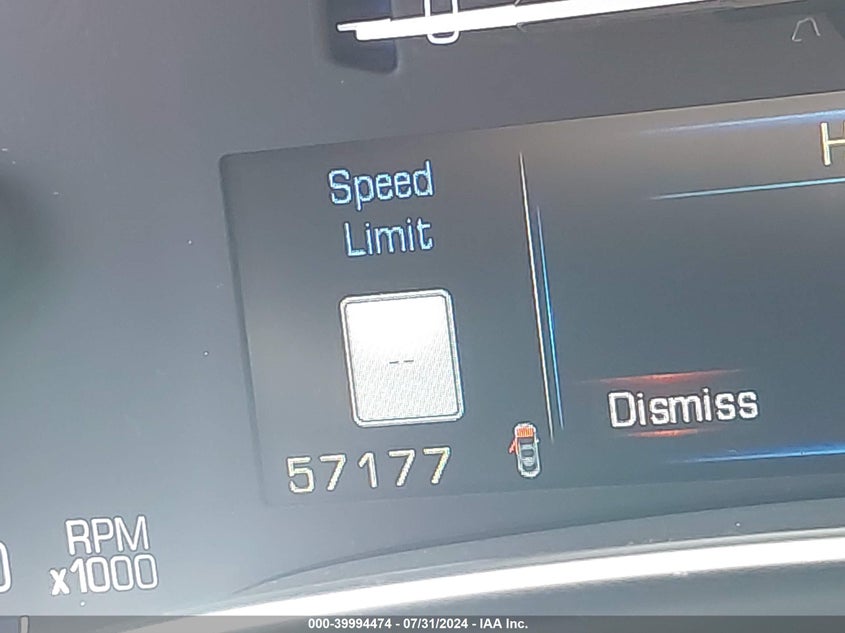 H
Speed
Limit
--
Dismiss
57177
RPM
x1000
000-39994474 - 07/31/2024 - IAA Inc.